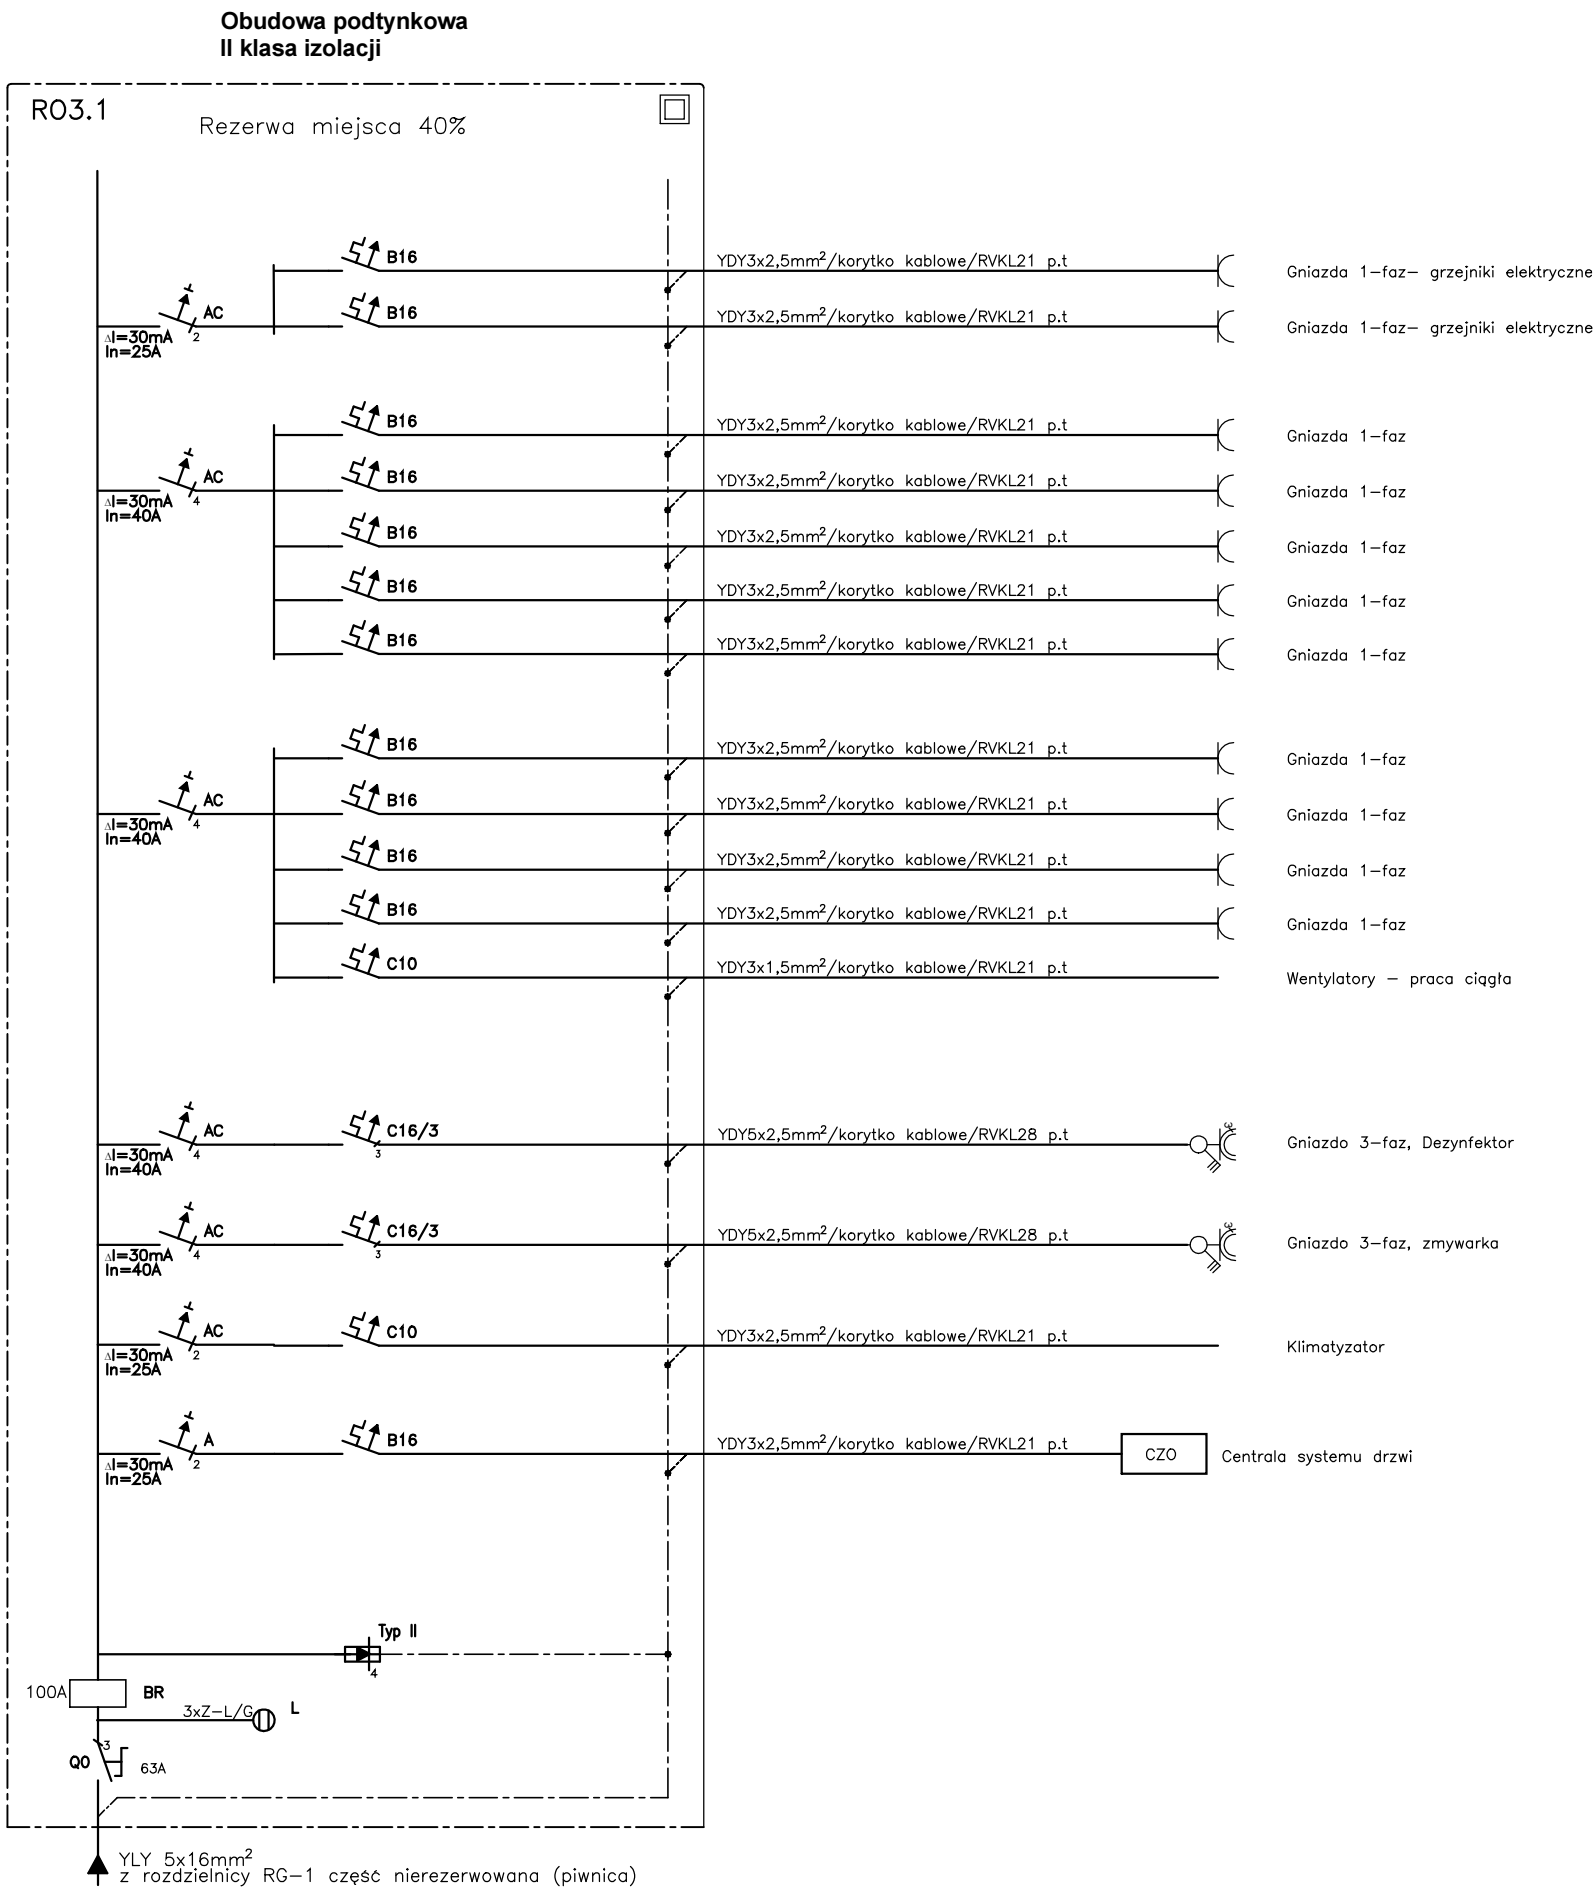 Obudowa podtynkowa
II klasa izolacji
RO3.1
Rezerwa miejsca 40%
B16
YDY3x2,5mm²/korytko kablowe/RVKL21 p.t
Gniazda 1-faz- grzejniki elektryczne
AC
2
ΔI=30mA
In=25A
B16
YDY3x2,5mm²/korytko kablowe/RVKL21 p.t
Gniazda 1-faz- grzejniki elektryczne
B16
YDY3x2,5mm²/korytko kablowe/RVKL21 p.t
Gniazda 1-faz
AC
4
ΔI=30mA
In=40A
B16
YDY3x2,5mm²/korytko kablowe/RVKL21 p.t
Gniazda 1-faz
B16
YDY3x2,5mm²/korytko kablowe/RVKL21 p.t
Gniazda 1-faz
B16
YDY3x2,5mm²/korytko kablowe/RVKL21 p.t
Gniazda 1-faz
B16
YDY3x2,5mm²/korytko kablowe/RVKL21 p.t
Gniazda 1-faz
B16
YDY3x2,5mm²/korytko kablowe/RVKL21 p.t
Gniazda 1-faz
AC
4
ΔI=30mA
In=40A
B16
YDY3x2,5mm²/korytko kablowe/RVKL21 p.t
Gniazda 1-faz
B16
YDY3x2,5mm²/korytko kablowe/RVKL21 p.t
Gniazda 1-faz
B16
YDY3x2,5mm²/korytko kablowe/RVKL21 p.t
Gniazda 1-faz
C10
YDY3x1,5mm²/korytko kablowe/RVKL21 p.t
Wentylatory - praca ciągła
AC
4
ΔI=30mA
In=40A
C16/3
3
YDY5x2,5mm²/korytko kablowe/RVKL28 p.t
3
Gniazdo 3-faz, Dezynfektor
AC
4
ΔI=30mA
In=40A
C16/3
3
YDY5x2,5mm²/korytko kablowe/RVKL28 p.t
3
Gniazdo 3-faz, zmywarka
AC
2
ΔI=30mA
In=25A
C10
YDY3x2,5mm²/korytko kablowe/RVKL21 p.t
Klimatyzator
A
2
ΔI=30mA
In=25A
B16
YDY3x2,5mm²/korytko kablowe/RVKL21 p.t
CZO
Centrala systemu drzwi
Typ II
4
100A
BR
3xZ-L/G
L
3
Q0
63A
YLY 5x16mm²
z rozdzielnicy RG-1 część nierezerwowana (piwnica)